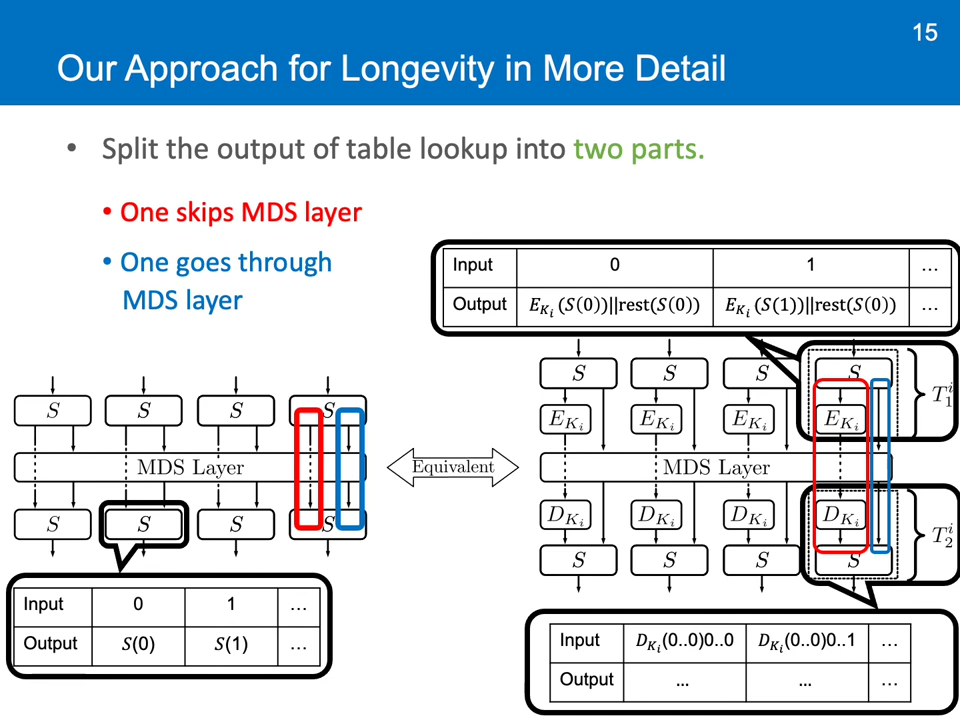 15
Our Approach for Longevity in More Detail
• Split the output of table lookup into two parts.
• One skips MDS layer
• One goes through
MDS layer
Input 0 1 ...
Output E_{K_i}(S(0))||rest(S(0)) E_{K_i}(S(1))||rest(S(0)) ...
S S S S
MDS Layer
S S S S
Equivalent
S S S S
E_{K_i} E_{K_i} E_{K_i} E_{K_i}
T_1^i
MDS Layer
D_{K_i} D_{K_i} D_{K_i} D_{K_i}
S S S S
T_2^i
Input 0 1 ...
Output S(0) S(1) ...
Input D_{K_i}(0..0)0..0 D_{K_i}(0..0)0..1 ...
Output ... ... ...